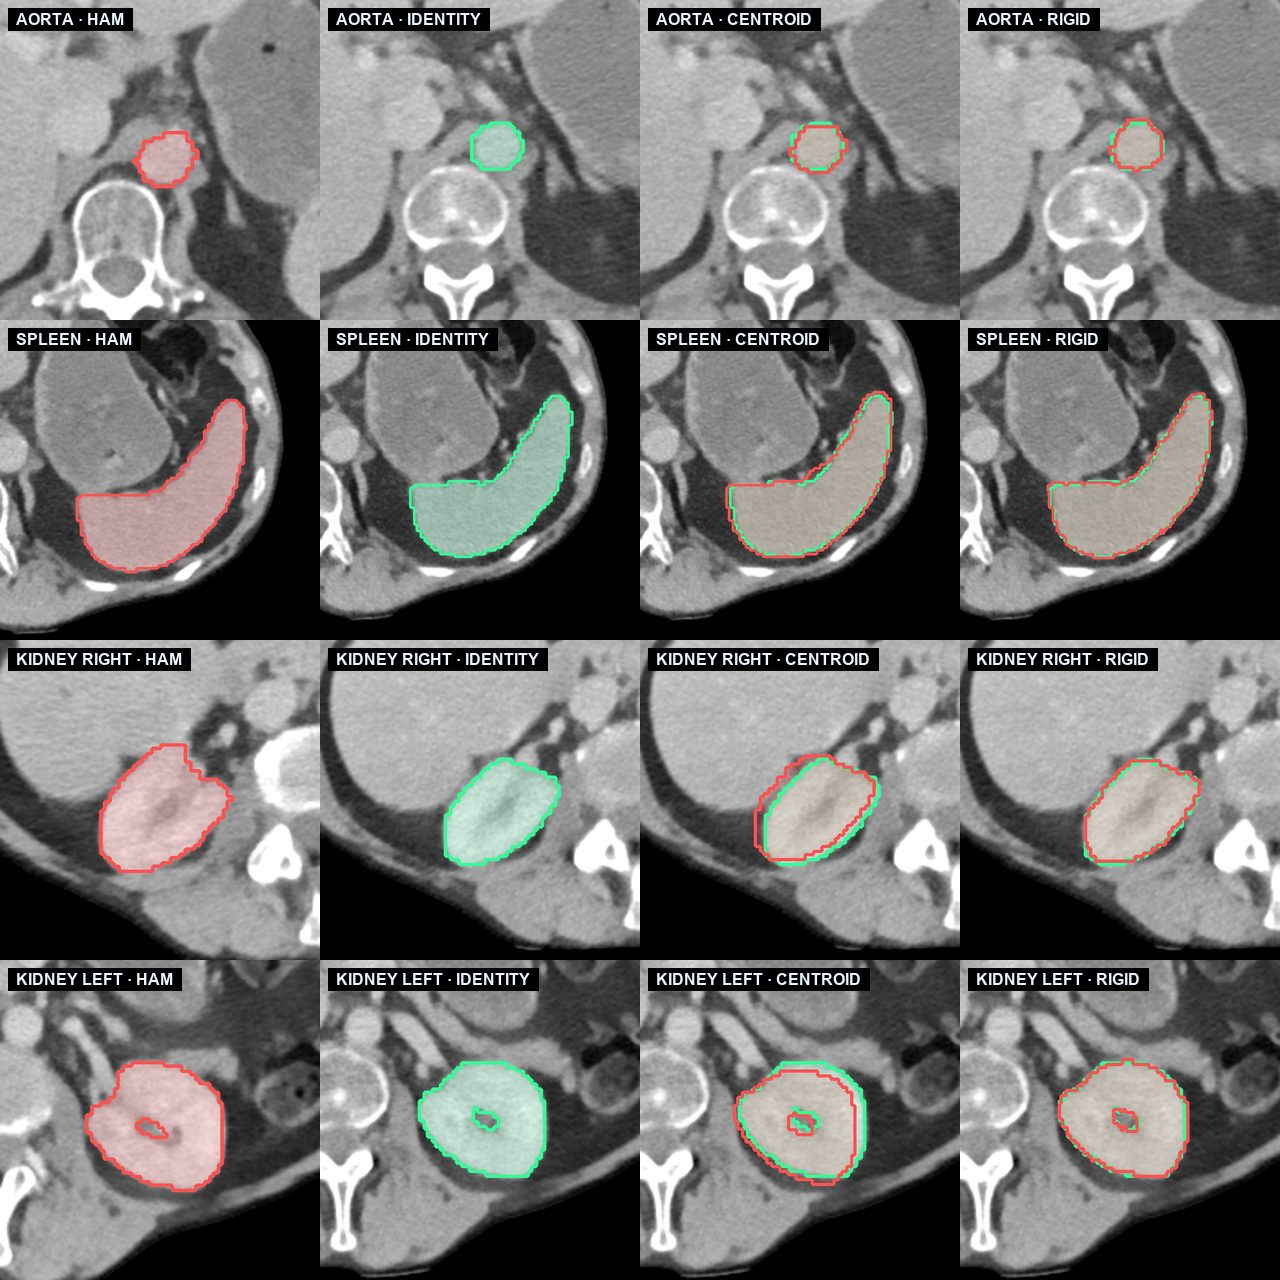 AORTA · HAM
AORTA · IDENTITY
AORTA · CENTROID
AORTA · RIGID
SPLEEN · HAM
SPLEEN · IDENTITY
SPLEEN · CENTROID
SPLEEN · RIGID
KIDNEY RIGHT · HAM
KIDNEY RIGHT · IDENTITY
KIDNEY RIGHT · CENTROID
KIDNEY RIGHT · RIGID
KIDNEY LEFT · HAM
KIDNEY LEFT · IDENTITY
KIDNEY LEFT · CENTROID
KIDNEY LEFT · RIGID